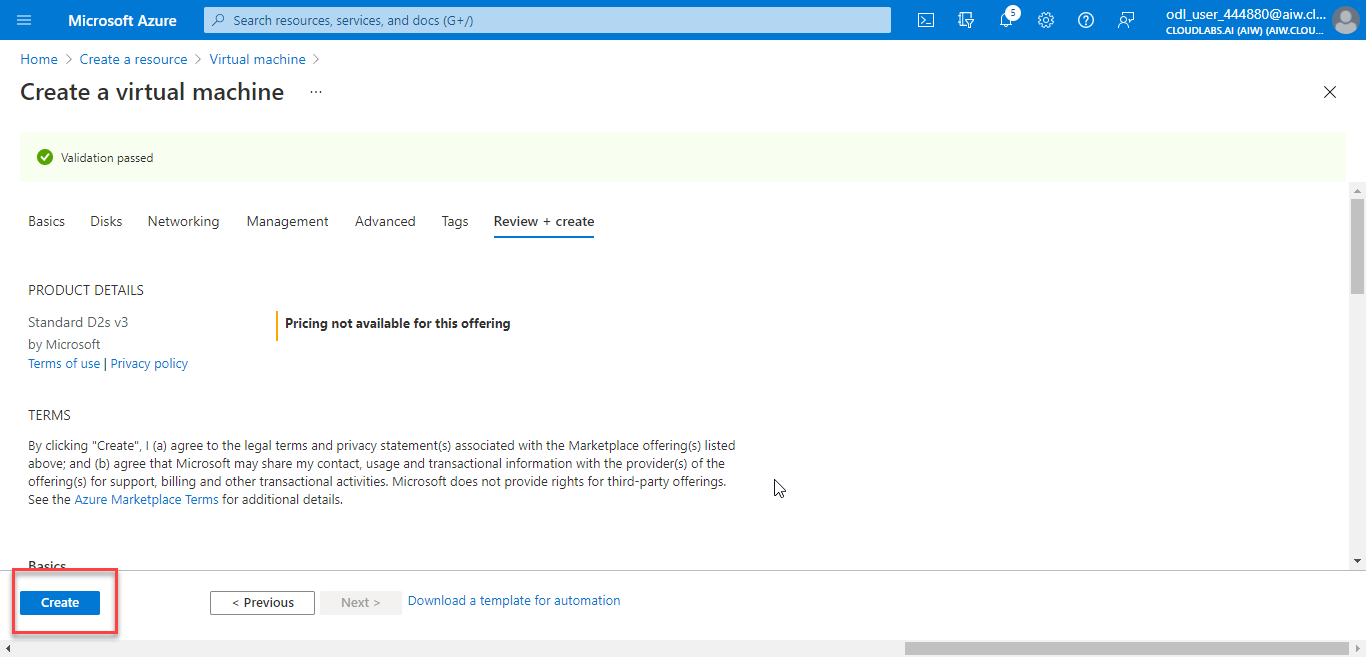 Microsoft Azure
Search resources, services, and docs (G+/)
5
odl_user_444880@aiw.cl...
CLOUDLABS.AI (AIW) (AIW.CLOU...
Home > Create a resource > Virtual machine >
Create a virtual machine ...
Validation passed
Basics Disks Networking Management Advanced Tags Review + create
PRODUCT DETAILS
Standard D2s v3
by Microsoft
Terms of use | Privacy policy
Pricing not available for this offering
TERMS
By clicking "Create", I (a) agree to the legal terms and privacy statement(s) associated with the Marketplace offering(s) listed
above; and (b) agree that Microsoft may share my contact, usage and transactional information with the provider(s) of the
offering(s) for support, billing and other transactional activities. Microsoft does not provide rights for third-party offerings.
See the Azure Marketplace Terms for additional details.
Basics
Create < Previous Next > Download a template for automation